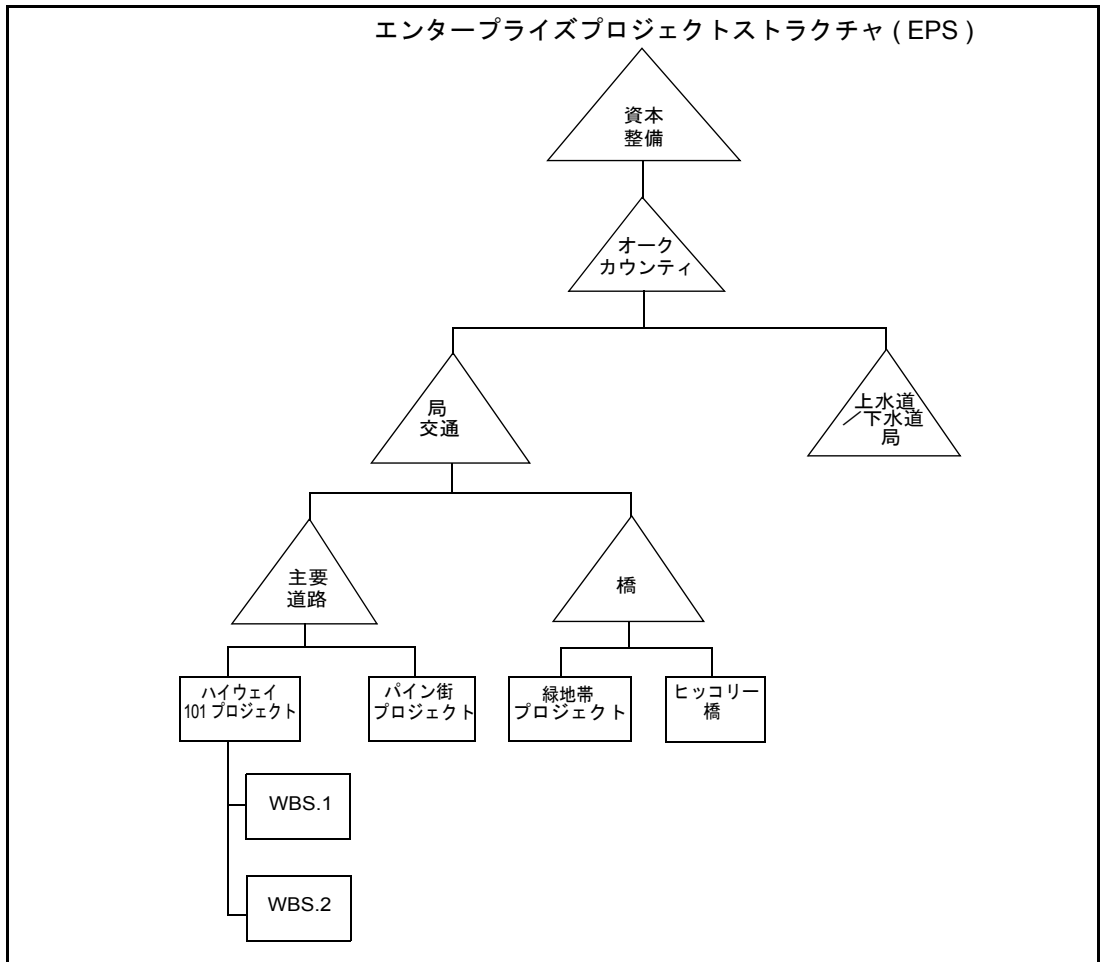 エンタープライズプロジェクトストラクチャ ( EPS )
資本
整備
オーク
カウンティ
局
交通
上水道
／下水道
局
主要
道路
橋
ハイウェイ
101 プロジェクト
パイン街
プロジェクト
緑地帯
プロジェクト
ヒッコリー
橋
WBS.1
WBS.2